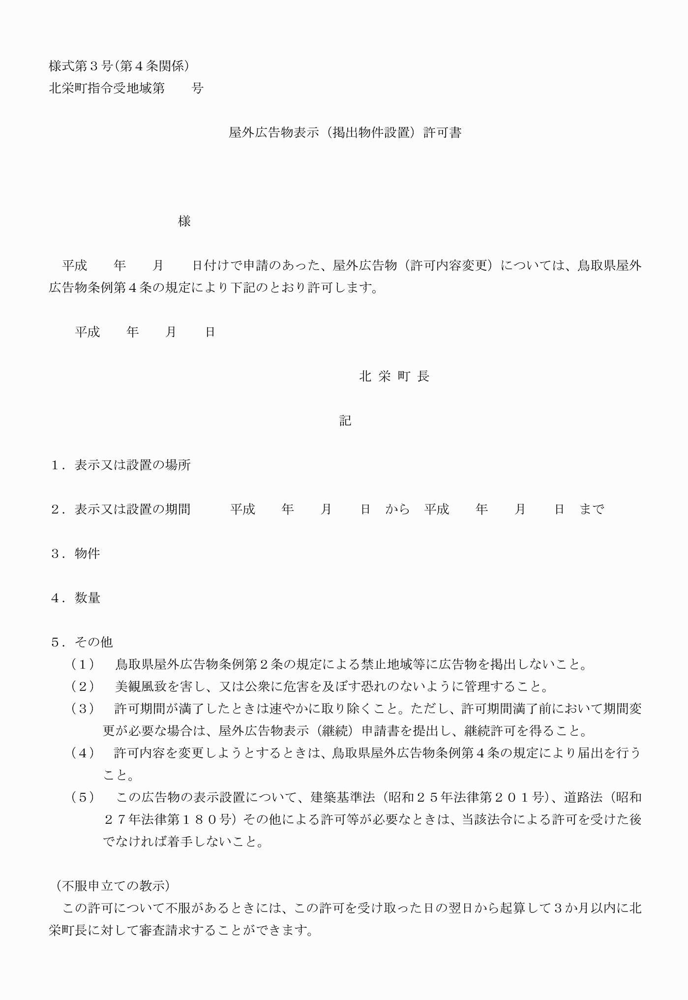 様式第３号(第４条関係)
北栄町指令受地域第　　号
屋外広告物表示（掲出物件設置）許可書
様
　平成　　年　　月　　日付けで申請のあった、屋外広告物（許可内容変更）については、鳥取県屋外
広告物条例第４条の規定により下記のとおり許可します。
　　平成　　年　　月　　日
北 栄 町 長
記
１．表示又は設置の場所
２．表示又は設置の期間　　　平成　　年　　月　　日　から　平成　　年　　月　　日　まで
３．物件
４．数量
５．その他
（１）　鳥取県屋外広告物条例第２条の規定による禁止地域等に広告物を掲出しないこと。
（２）　美観風致を害し、又は公衆に危害を及ぼす恐れのないように管理すること。
（３）　許可期間が満了したときは速やかに取り除くこと。ただし、許可期間満了前において期間変
更が必要な場合は、屋外広告物表示（継続）申請書を提出し、継続許可を得ること。
（４）　許可内容を変更しようとするときは、鳥取県屋外広告物条例第４条の規定により届出を行う
こと。
（５）　この広告物の表示設置について、建築基準法（昭和２５年法律第２０１号）、道路法（昭和
２７年法律第１８０号）その他による許可等が必要なときは、当該法令による許可を受けた後
でなければ着手しないこと。
（不服申立ての教示）
　この許可について不服があるときには、この許可を受け取った日の翌日から起算して３か月以内に北
栄町長に対して審査請求することができます。